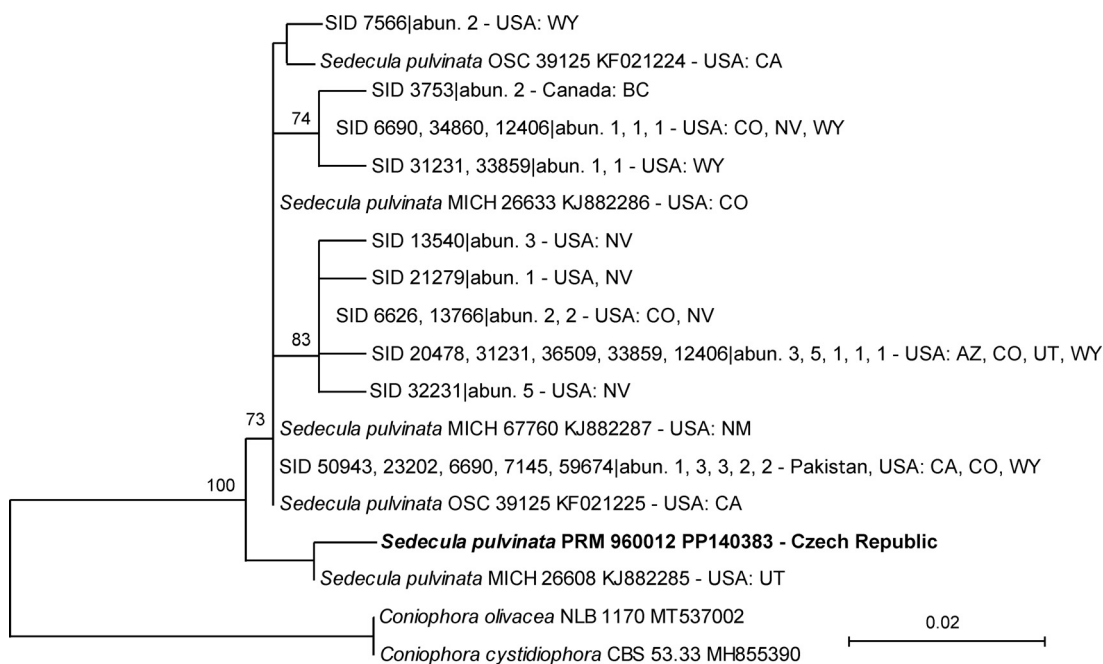 SID 7566|abun. 2 - USA: WY
Sedecula pulvinata OSC 39125 KF021224 - USA: CA
SID 3753|abun. 2 - Canada: BC
74
SID 6690, 34860, 12406|abun. 1, 1, 1 - USA: CO, NV, WY
SID 31231, 33859|abun. 1, 1 - USA: WY
Sedecula pulvinata MICH 26633 KJ882286 - USA: CO
SID 13540|abun. 3 - USA: NV
SID 21279|abun. 1 - USA, NV
SID 6626, 13766|abun. 2, 2 - USA: CO, NV
83
SID 20478, 31231, 36509, 33859, 12406|abun. 3, 5, 1, 1, 1 - USA: AZ, CO, UT, WY
SID 32231|abun. 5 - USA: NV
73
Sedecula pulvinata MICH 67760 KJ882287 - USA: NM
SID 50943, 23202, 6690, 7145, 59674|abun. 1, 3, 3, 2, 2 - Pakistan, USA: CA, CO, WY
100
Sedecula pulvinata OSC 39125 KF021225 - USA: CA
Sedecula pulvinata PRM 960012 PP140383 - Czech Republic
Sedecula pulvinata MICH 26608 KJ882285 - USA: UT
Coniophora olivacea NLB 1170 MT537002
0.02
Coniophora cystidiophora CBS 53.33 MH855390